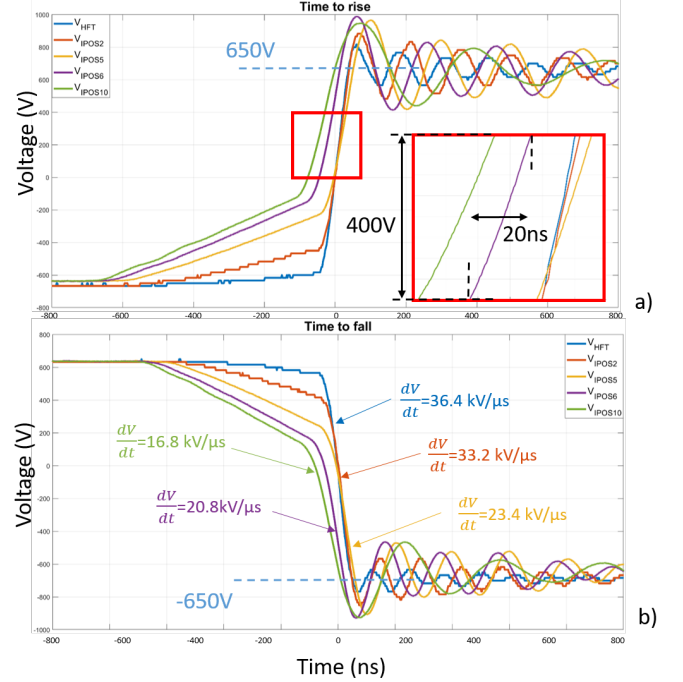 Time to rise
1000
800
600
400
200
0
-200
-400
-600
-800
-800
-600
-400
-200
0
200
400
600
800
Voltage (V)
V_HFT
V_IPOS2
V_IPOS5
V_IPOS6
V_IPOS10
650V
400V
20ns
a)
Time to fall
800
600
400
200
0
-200
-400
-600
-800
-1000
-800
-600
-400
-200
0
200
400
600
800
Voltage (V)
V_HFT
V_IPOS2
V_IPOS5
V_IPOS6
V_IPOS10
dV/dt=36.4 kV/μs
dV/dt=16.8 kV/μs
dV/dt=33.2 kV/μs
dV/dt=20.8kV/μs
dV/dt=23.4 kV/μs
-650V
b)
Time (ns)